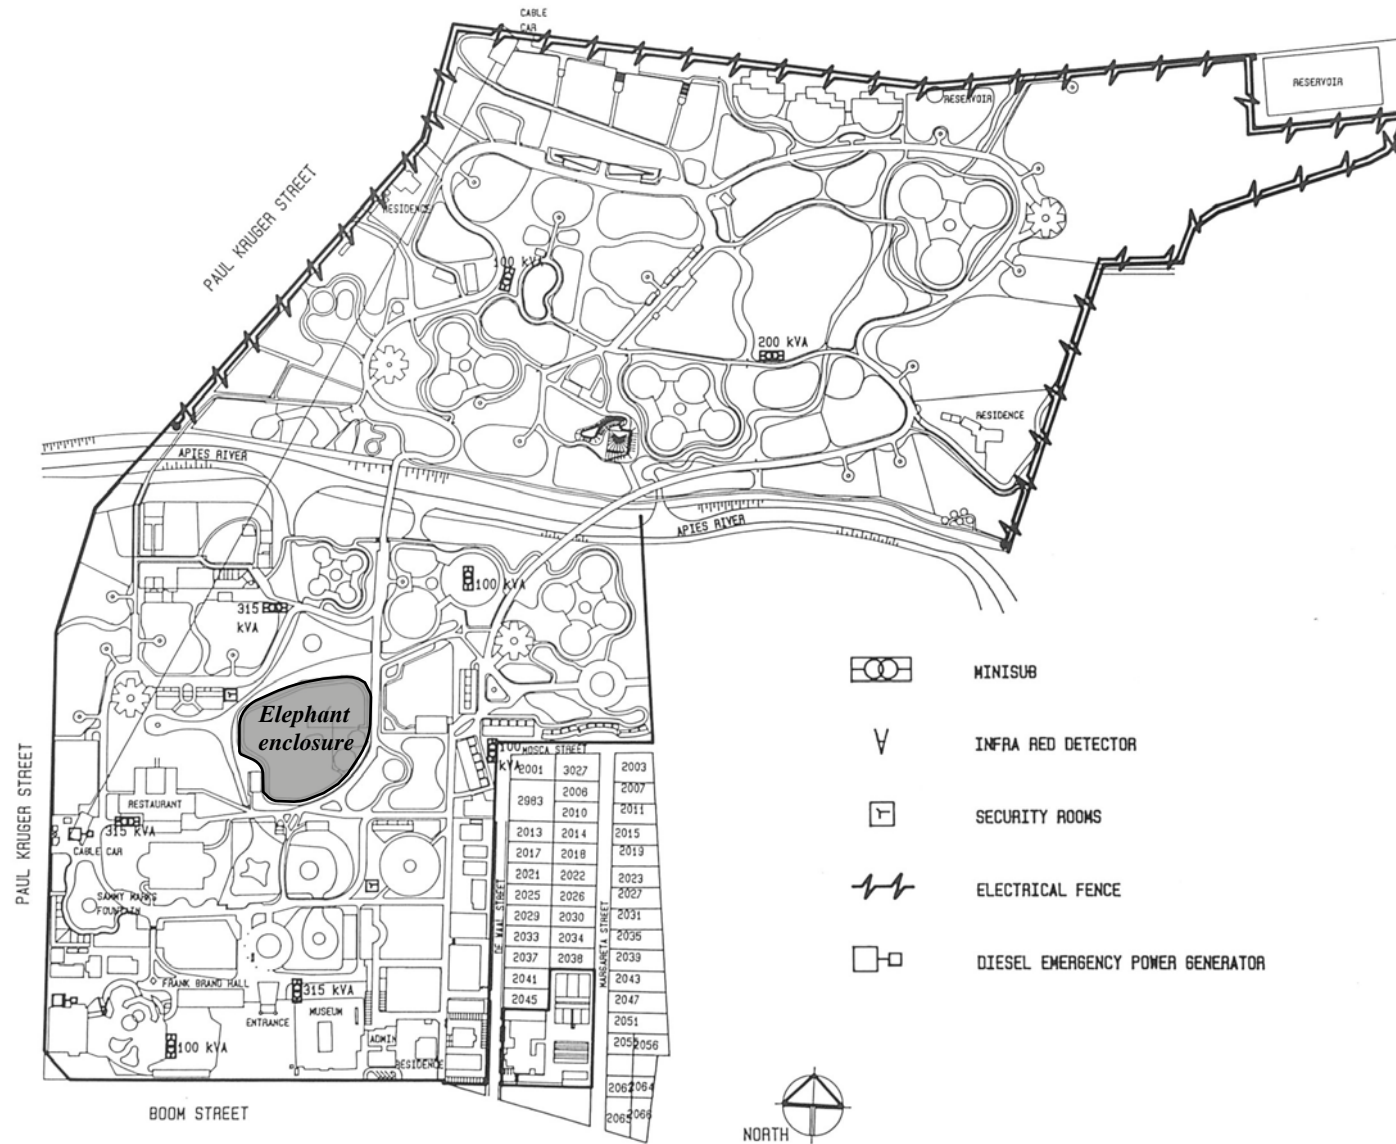 CABLE
CAR
RESERVOIR
RESERVOIR
PAUL KRUGER STREET
RESIDENCE
100 kVA
200 kVA
RESIDENCE
APIES RIVER
APIES RIVER
100 kVA
315
kVA
MINISUB
Elephant
enclosure
INFRA RED DETECTOR
SECURITY ROOMS
ELECTRICAL FENCE
DIESEL EMERGENCY POWER GENERATOR
PAUL KRUGER STREET
100
kVA
MOSCA STREET
2001 3027
2983
2006
2010
2013 2014
2017 2018
2021 2022
2025 2026
2029 2030
2033 2034
2037 2038
2041
2045
2003
2007
2011
2015
2019
2023
2027
2031
2035
2039
2043
2047
2051
2056
2064
2065
2066
DE WAAL STREET
MARGARETA STREET
RESTAURANT
315 kVA
CABLE CAR
SAMMY MARKS
FOUNTAIN
FRANK BRAND HALL
ENTRANCE
315 kVA
MUSEUM
ADMIN
RESIDENCE
100 kVA
BOOM STREET
NORTH